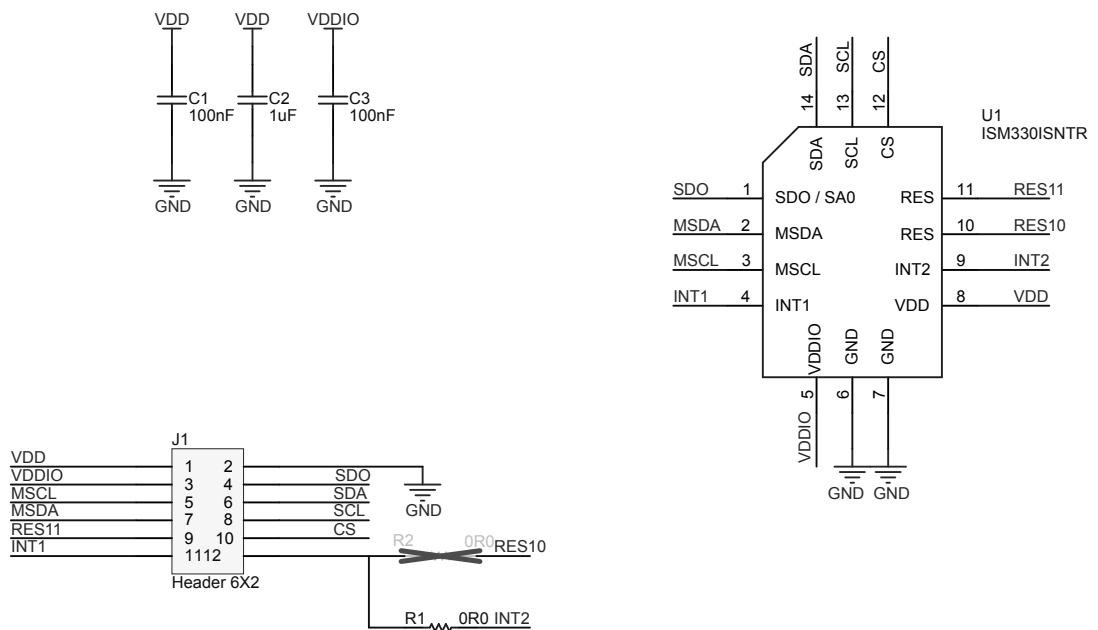 VDD VDD VDDIO
C1 C2 C3
100nF 1uF 100nF
GND GND GND
SDA SCL CS
14 13 12
U1
ISM330ISNTR
SDA SCL CS
SDO 1 SDO / SA0 RES 11 RES11
MSDA 2 MSDA RES 10 RES10
MSCL 3 MSCL INT2 9 INT2
INT1 4 INT1 VDD 8 VDD
VDDIO GND GND
5 6 7
VDDIO
GND GND
J1
VDD 1 2
VDDIO 3 4 SDO
MSCL 5 6 SDA
MSDA 7 8 SCL
RES11 9 10 CS
INT1 11 12
GND
R2 0R0 RES10
Header 6X2
R1 0R0 INT2